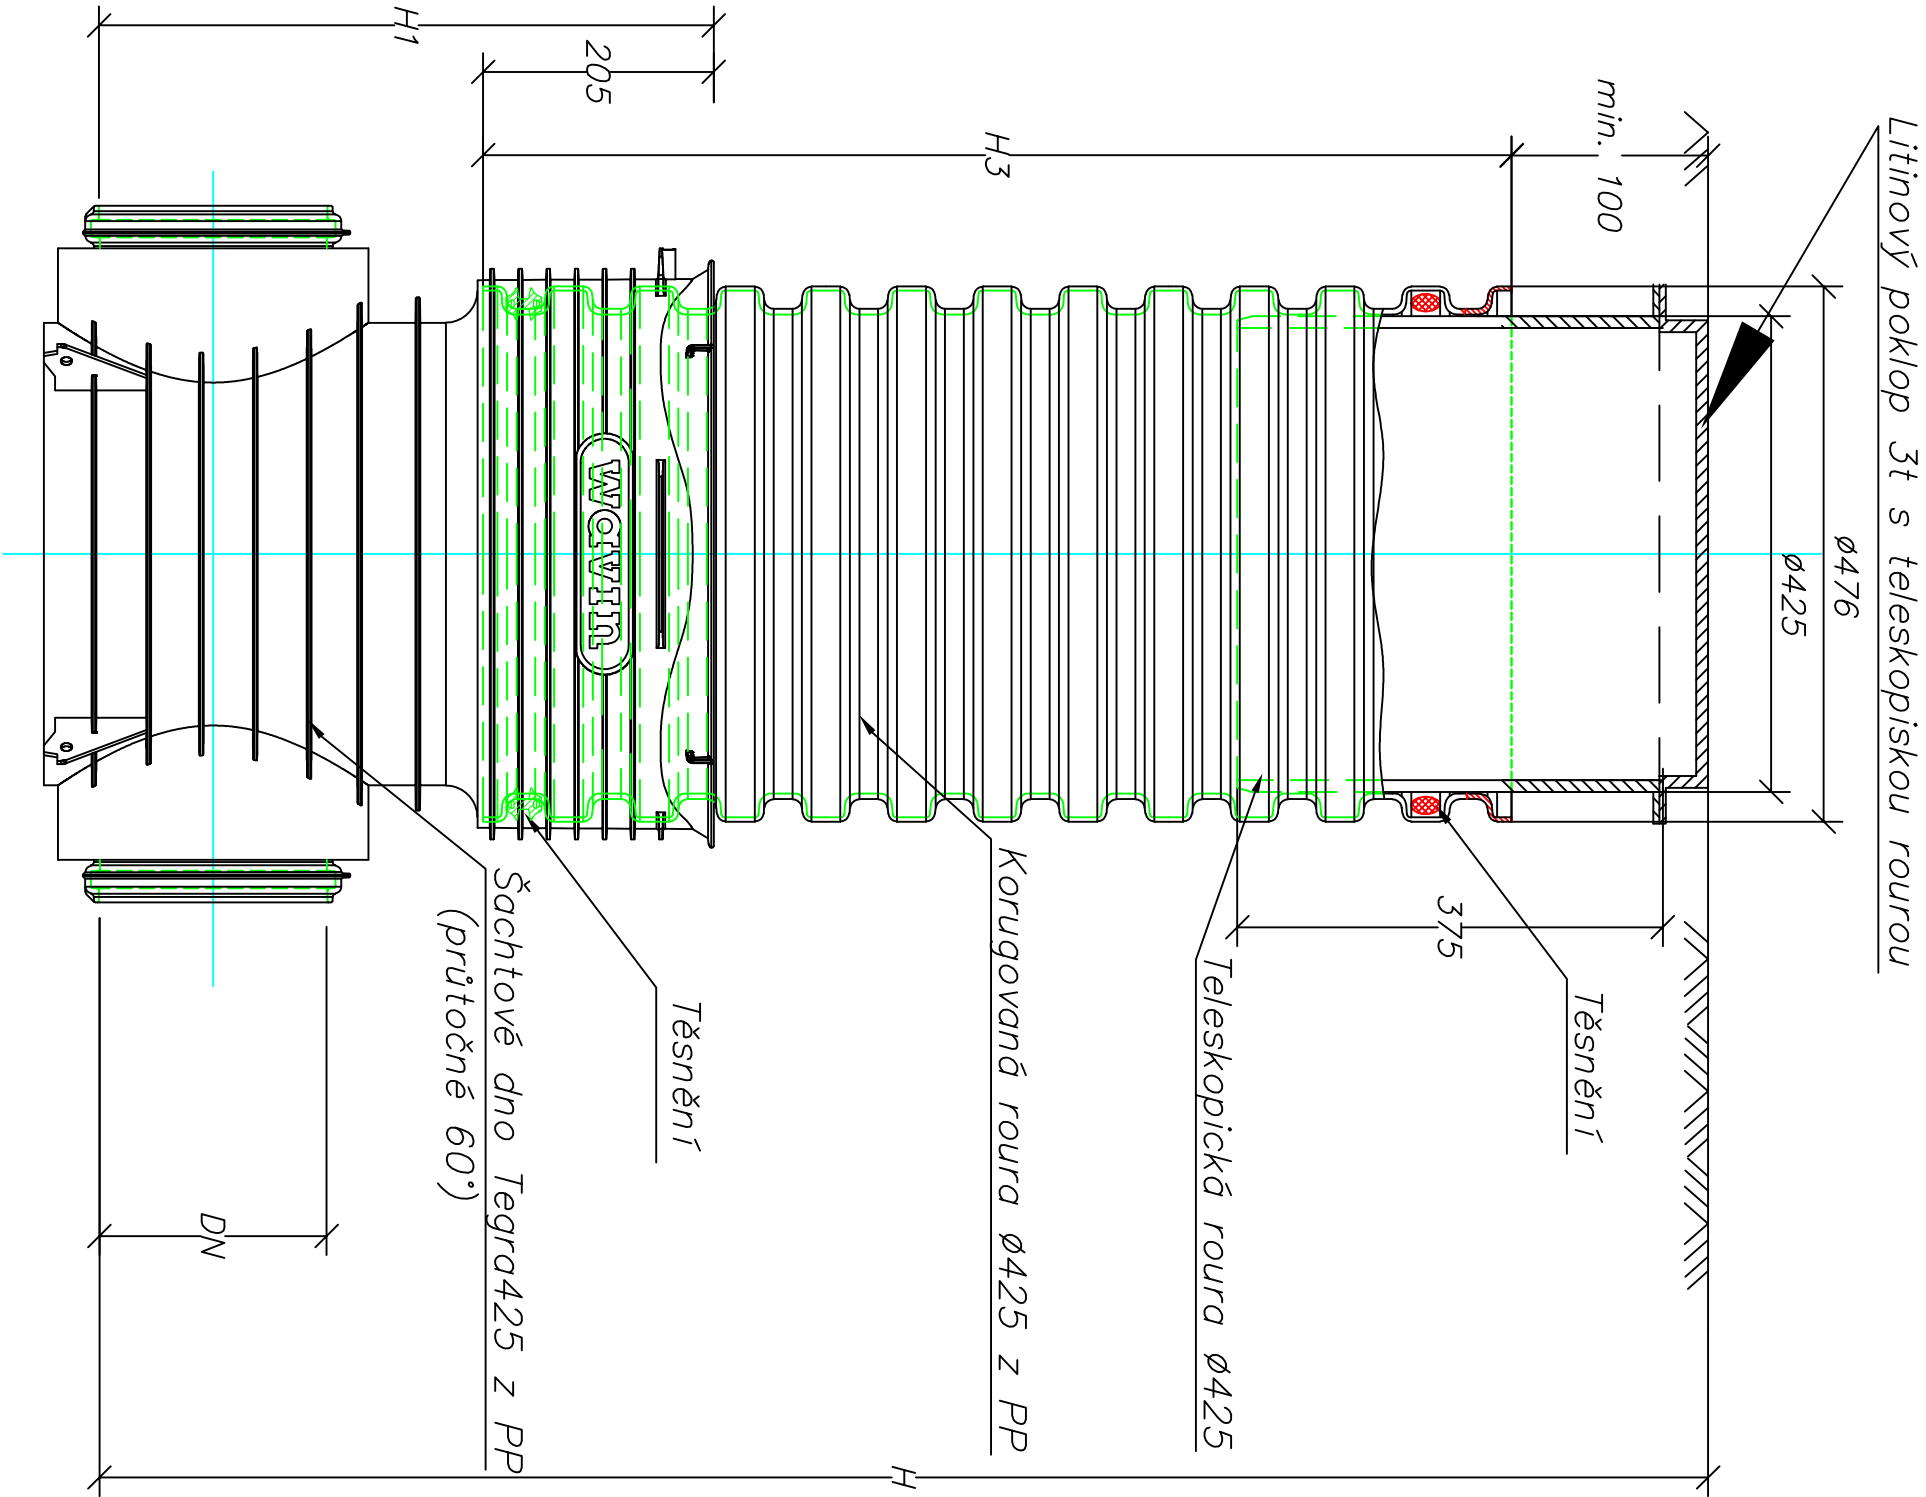 Litinový poklop 3t s teleskopiskou rourou
ø476
ø425
min. 100
H3
205
H1
wavin
375
Těsnění
Teleskopická roura ø425
Korugovaná roura ø425 z PP
Těsnění
Šachtové dno Tegra425 z PP
(průtočné 60°)
DN
H